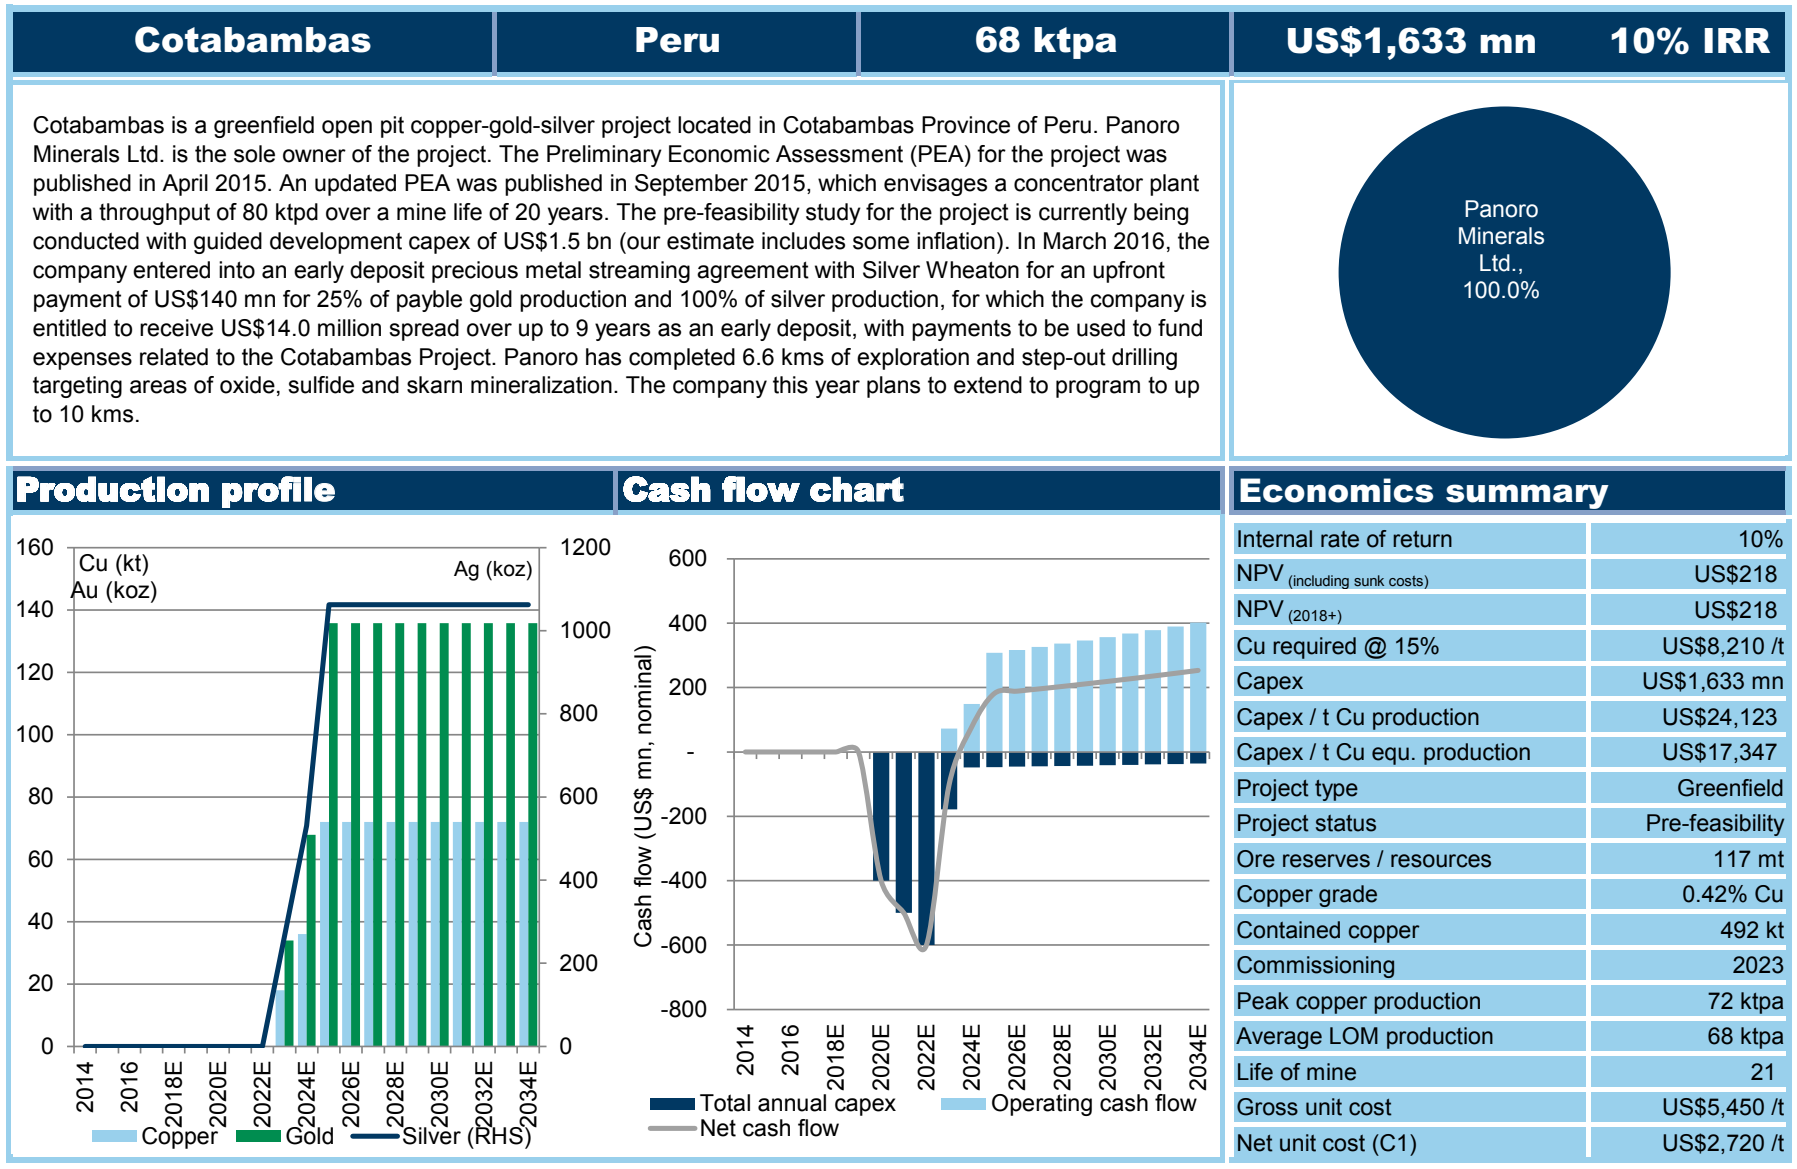 Cotabambas
Peru
68 ktpa
US$1,633 mn
10% IRR
Cotabambas is a greenfield open pit copper-gold-silver project located in Cotabambas Province of Peru. Panoro
Minerals Ltd. is the sole owner of the project. The Preliminary Economic Assessment (PEA) for the project was
published in April 2015. An updated PEA was published in September 2015, which envisages a concentrator plant
with a throughput of 80 ktpd over a mine life of 20 years. The pre-feasibility study for the project is currently being
conducted with guided development capex of US$1.5 bn (our estimate includes some inflation). In March 2016, the
company entered into an early deposit precious metal streaming agreement with Silver Wheaton for an upfront
payment of US$140 mn for 25% of payble gold production and 100% of silver production, for which the company is
entitled to receive US$14.0 million spread over up to 9 years as an early deposit, with payments to be used to fund
expenses related to the Cotabambas Project. Panoro has completed 6.6 kms of exploration and step-out drilling
targeting areas of oxide, sulfide and skarn mineralization. The company this year plans to extend to program to up
to 10 kms.
Panoro
Minerals
Ltd.,
100.0%
Production profile
160
140
120
100
80
60
40
20
0
Cu (kt)
Au (koz)
Ag (koz)
1200
1000
800
600
400
200
0
2014
2016
2018E
2020E
2022E
2024E
2026E
2028E
2030E
2032E
2034E
Copper
Gold
Silver (RHS)
Cash flow chart
Cash flow (US$ mn, nominal)
600
400
200
-
-200
-400
-600
-800
2014
2016
2018E
2020E
2022E
2024E
2026E
2028E
2030E
2032E
2034E
Total annual capex
Operating cash flow
Net cash flow
Economics summary
Internal rate of return 10%
NPV (including sunk costs) US$218
NPV (2018+) US$218
Cu required @ 15% US$8,210 /t
Capex US$1,633 mn
Capex / t Cu production US$24,123
Capex / t Cu equ. production US$17,347
Project type Greenfield
Project status Pre-feasibility
Ore reserves / resources 117 mt
Copper grade 0.42% Cu
Contained copper 492 kt
Commissioning 2023
Peak copper production 72 ktpa
Average LOM production 68 ktpa
Life of mine 21
Gross unit cost US$5,450 /t
Net unit cost (C1) US$2,720 /t